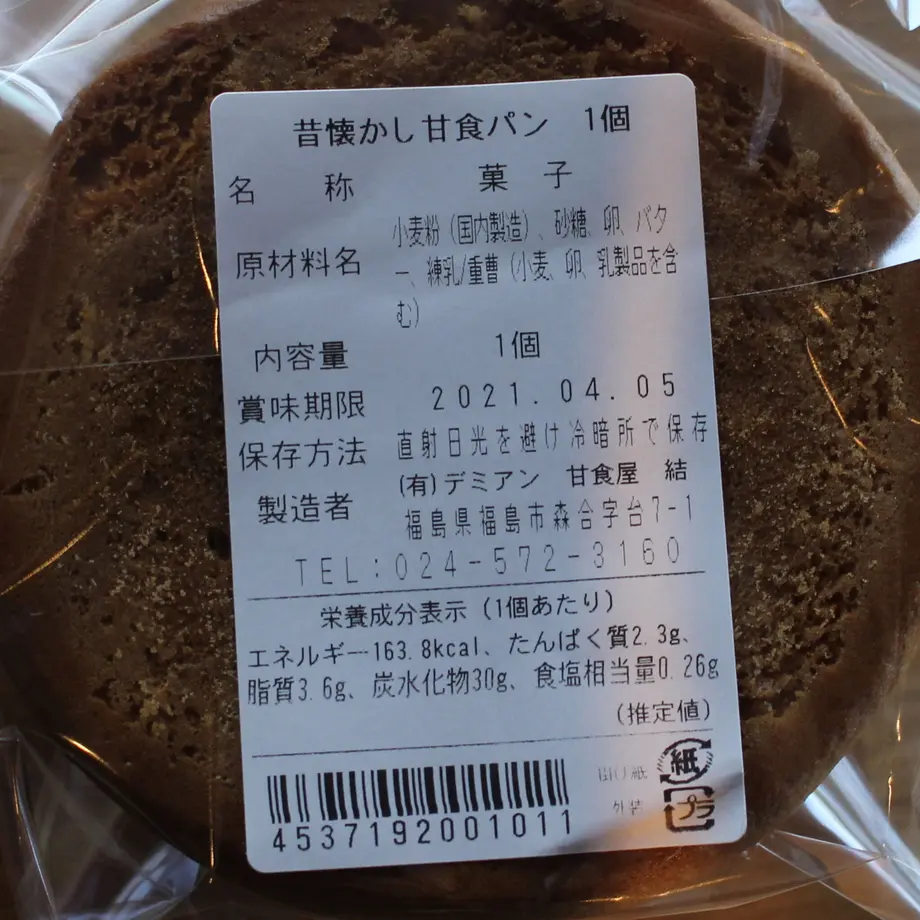 昔懐かし甘食パン 1個
名 称 菓 子
原材料名 小麦粉（国内製造）、砂糖、卵、バタ
ー、練乳/重曹（小麦、卵、乳製品を含
む）
内容量 1個
賞味期限 2021.04.05
保存方法 直射日光を避け冷暗所で保存
製造者 (有)デミアン 甘食屋 結
福島県福島市森合字台7-1
TEL:024-572-3160
栄養成分表示（1個あたり）
エネルギー163.8kcal、たんぱく質2.3g、
脂質3.6g、炭水化物30g、食塩相当量0.26g
（推定値）
紙
外装 プラ
4537192001011